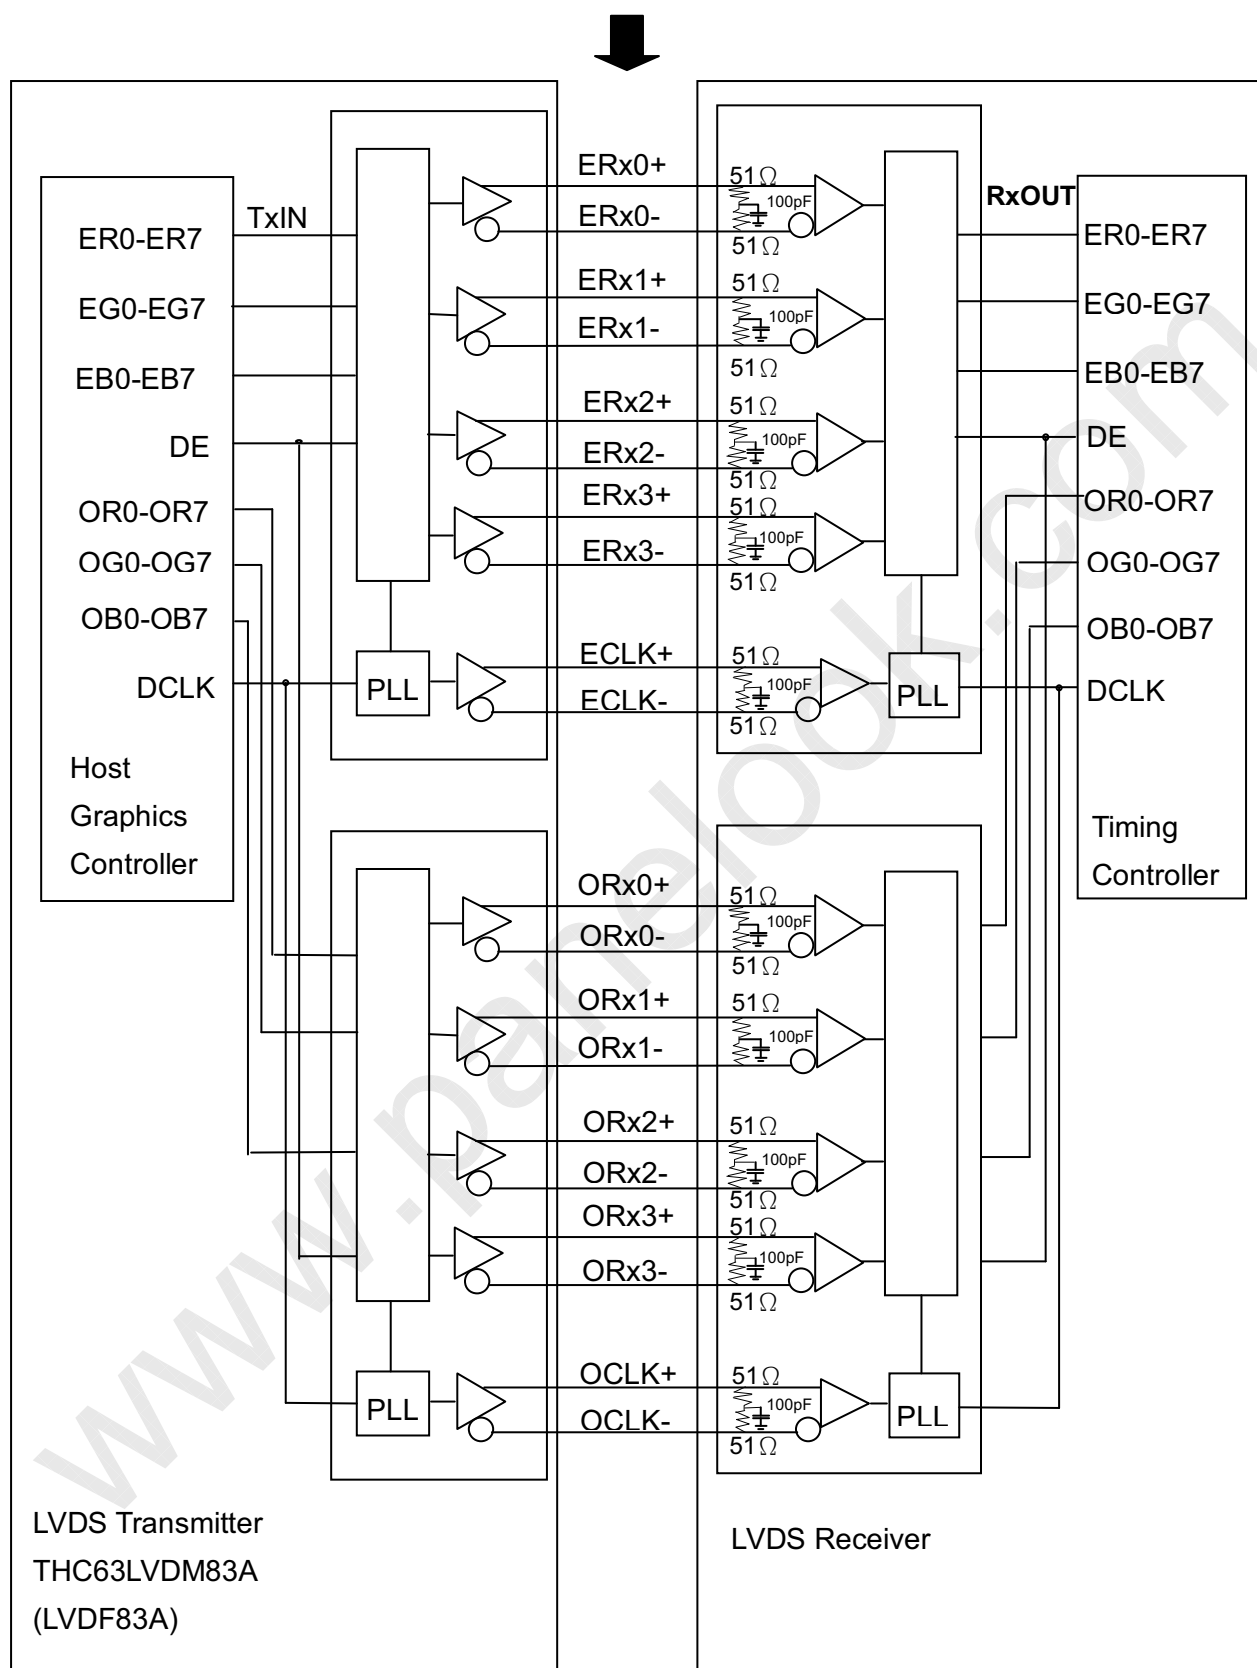 ERx0+
ERx0-
ERx1+
ERx1-
ERx2+
ERx2-
ERx3+
ERx3-
ECLK+
ECLK-
TxIN
ER0-ER7
EG0-EG7
EB0-EB7
DE
OR0-OR7
OG0-OG7
OB0-OB7
DCLK
Host
Graphics
Controller
PLL
51Ω
100pF
51Ω
51Ω
100pF
51Ω
51Ω
100pF
51Ω
51Ω
100pF
51Ω
51Ω
100pF
51Ω
PLL
RxOUT
ER0-ER7
EG0-EG7
EB0-EB7
DE
OR0-OR7
OG0-OG7
OB0-OB7
DCLK
Timing
Controller
ORx0+
ORx0-
ORx1+
ORx1-
ORx2+
ORx2-
ORx3+
ORx3-
OCLK+
OCLK-
PLL
51Ω
100pF
51Ω
51Ω
100pF
51Ω
100pF
51Ω
51Ω
100pF
51Ω
51Ω
100pF
51Ω
PLL
LVDS Transmitter
THC63LVDM83A
(LVDF83A)
LVDS Receiver
www.panelook.com